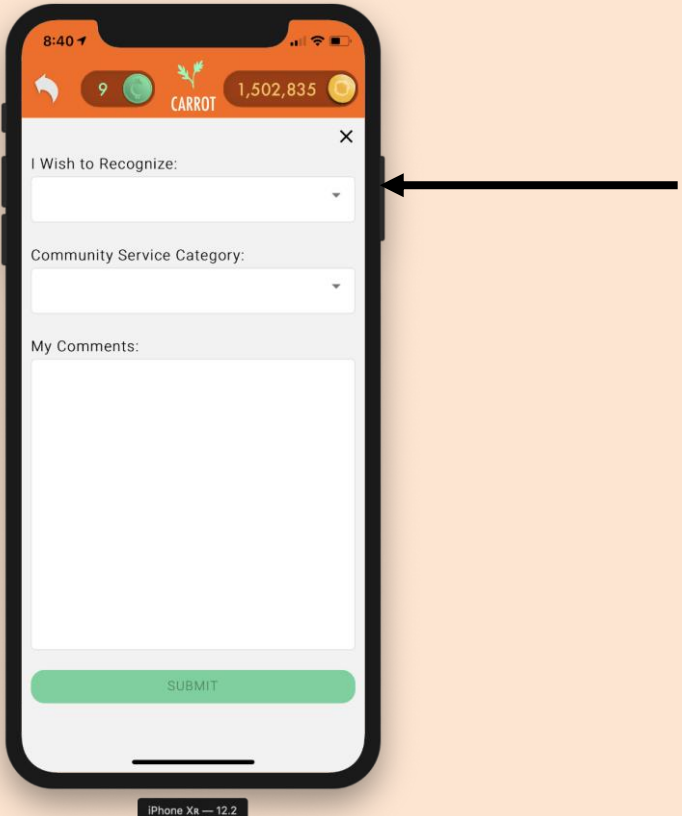 8:40
9
CARROT
1,502,835
I Wish to Recognize:
Community Service Category:
My Comments:
SUBMIT
iPhone Xʀ — 12.2